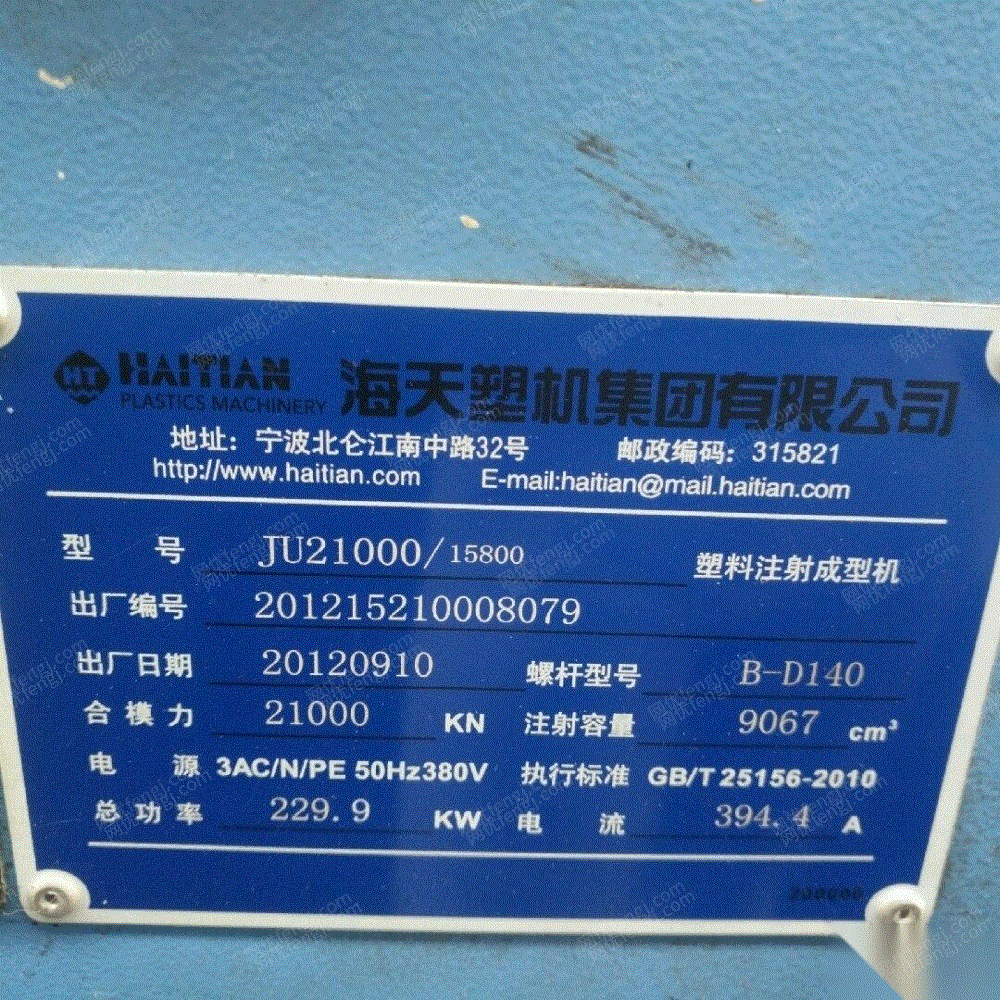 HT HAITIAN 海天塑机集团有限公司
PLASTICS MACHINERY
地址：宁波北仑江南中路32号 邮政编码：315821
http://www.haitian.com E-mail:haitian@mail.haitian.com
型号 JU21000/15800 塑料注射成型机
出厂编号 201215210008079
出厂日期 20120910 螺杆型号 B-D140
合模力 21000 KN 注射容量 9067 cm³
电源 3AC/N/PE 50Hz380V 执行标准 GB/T 25156-2010
总功率 229.9 KW 电流 394.4 A